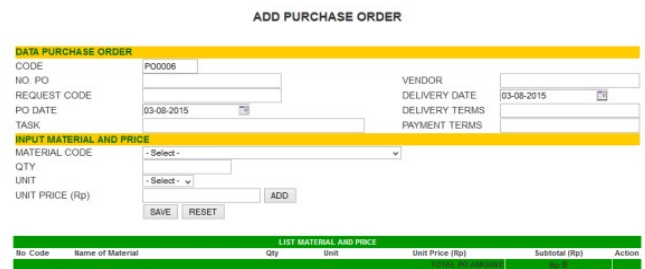 ADD PURCHASE ORDER
DATA PURCHASE ORDER
CODE PO0006
NO. PO VENDOR
REQUEST CODE DELIVERY DATE 03-08-2015
PO DATE 03-08-2015 DELIVERY TERMS
TASK PAYMENT TERMS
INPUT MATERIAL AND PRICE
MATERIAL CODE - Select -
QTY
UNIT - Select -
UNIT PRICE (Rp) ADD
SAVE RESET
LIST MATERIAL AND PRICE
No Code Name of Material Qty Unit Unit Price (Rp) Subtotal (Rp) Action
TOTAL PO AMOUNT Rp. 0